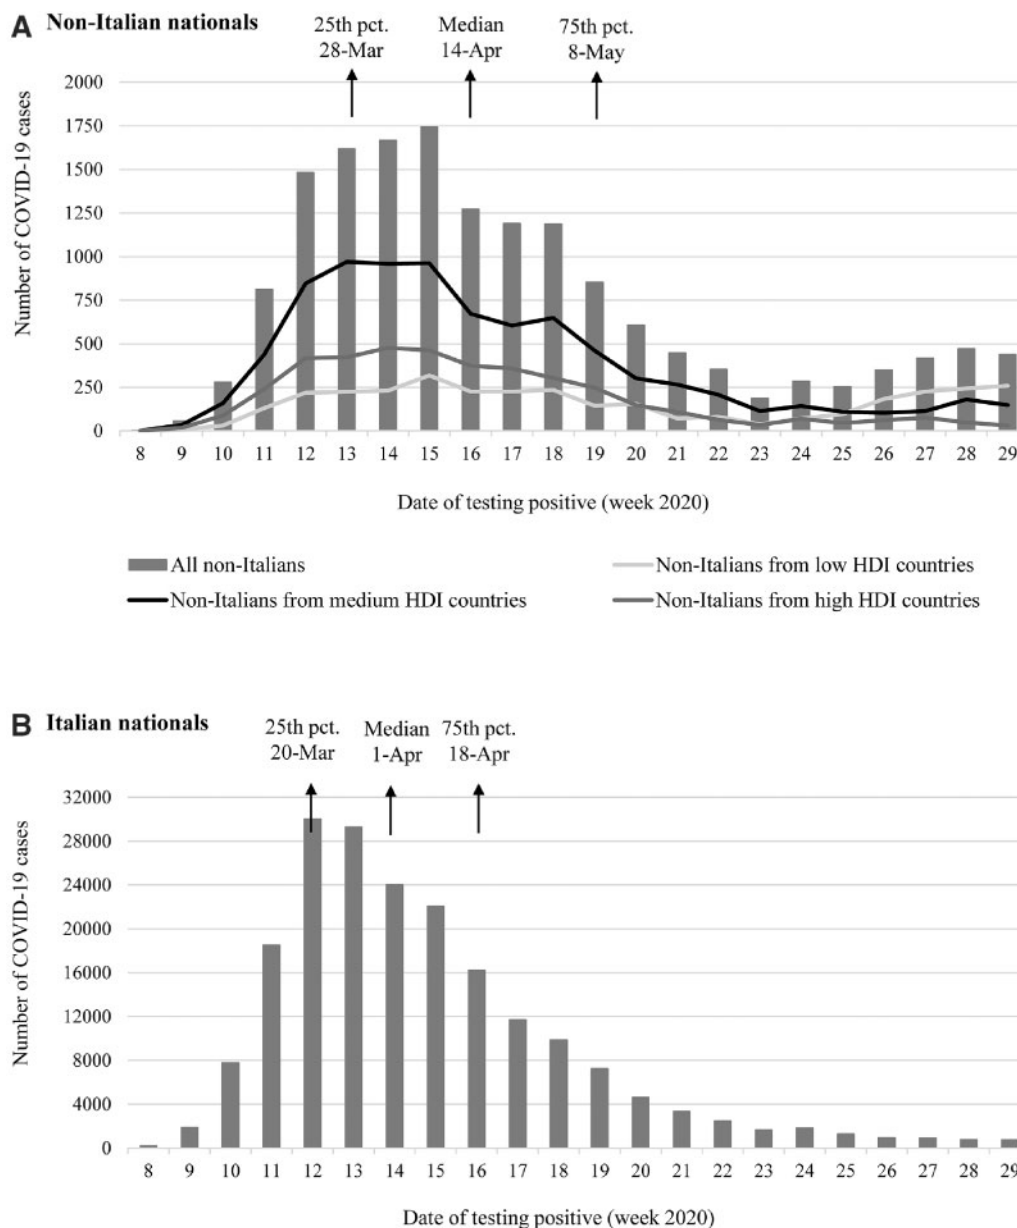 A Non-Italian nationals
25th pct.
28-Mar
Median
14-Apr
75th pct.
8-May
Number of COVID-19 cases
2000
1750
1500
1250
1000
750
500
250
0
8 9 10 11 12 13 14 15 16 17 18 19 20 21 22 23 24 25 26 27 28 29
Date of testing positive (week 2020)
All non-Italians
Non-Italians from low HDI countries
Non-Italians from medium HDI countries
Non-Italians from high HDI countries
B Italian nationals
25th pct.
20-Mar
Median
1-Apr
75th pct.
18-Apr
Number of COVID-19 cases
32000
28000
24000
20000
16000
12000
8000
4000
0
8 9 10 11 12 13 14 15 16 17 18 19 20 21 22 23 24 25 26 27 28 29
Date of testing positive (week 2020)